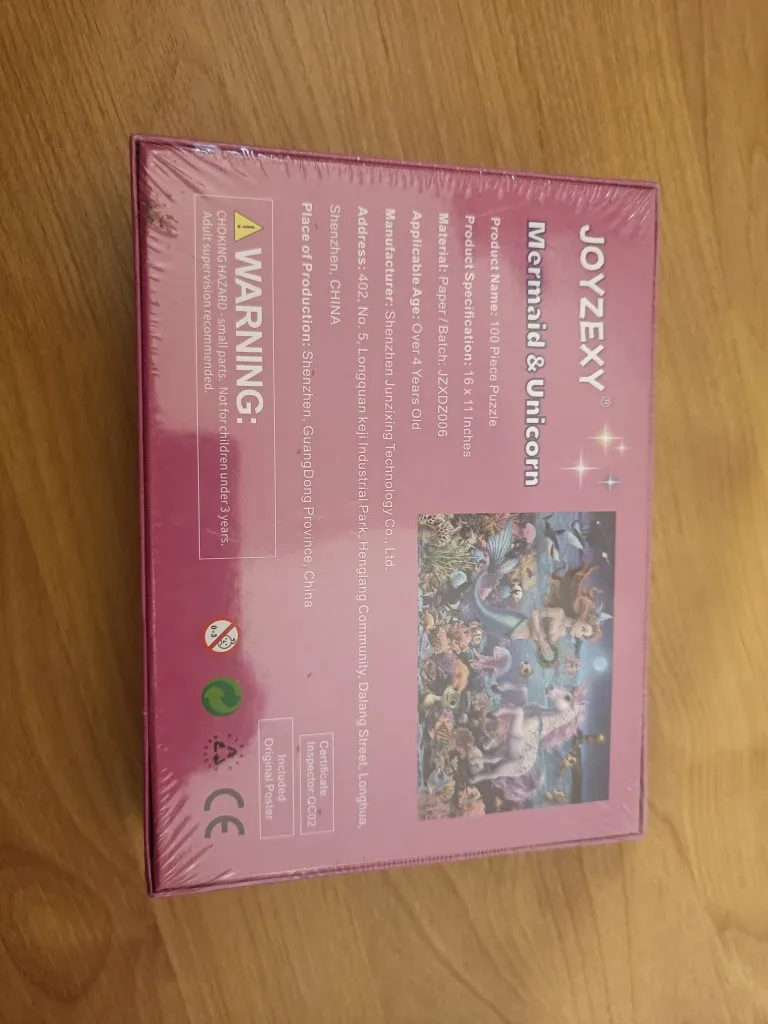 JOYZEXY®
Mermaid & Unicorn
Product Name: 100 Piece Puzzle
Product Specification: 16 x 11 Inches
Material: Paper / Batch: JZXDZ006
Applicable Age: Over 4 Years Old
Manufacturer: Shenzhen Junzixing Technology Co., Ltd.
Address: 402, No. 5, Longquan keji Industrial Park, Henglang Community, Dalang Street, Longhua,
Shenzhen, CHINA
Place of Production: Shenzhen, GuangDong Province, China
WARNING:
CHOKING HAZARD - small parts. Not for children under 3 years.
Adult supervision recommended.
0-3
Certificate
Inspector:QC02
Included
Original Poster
CE